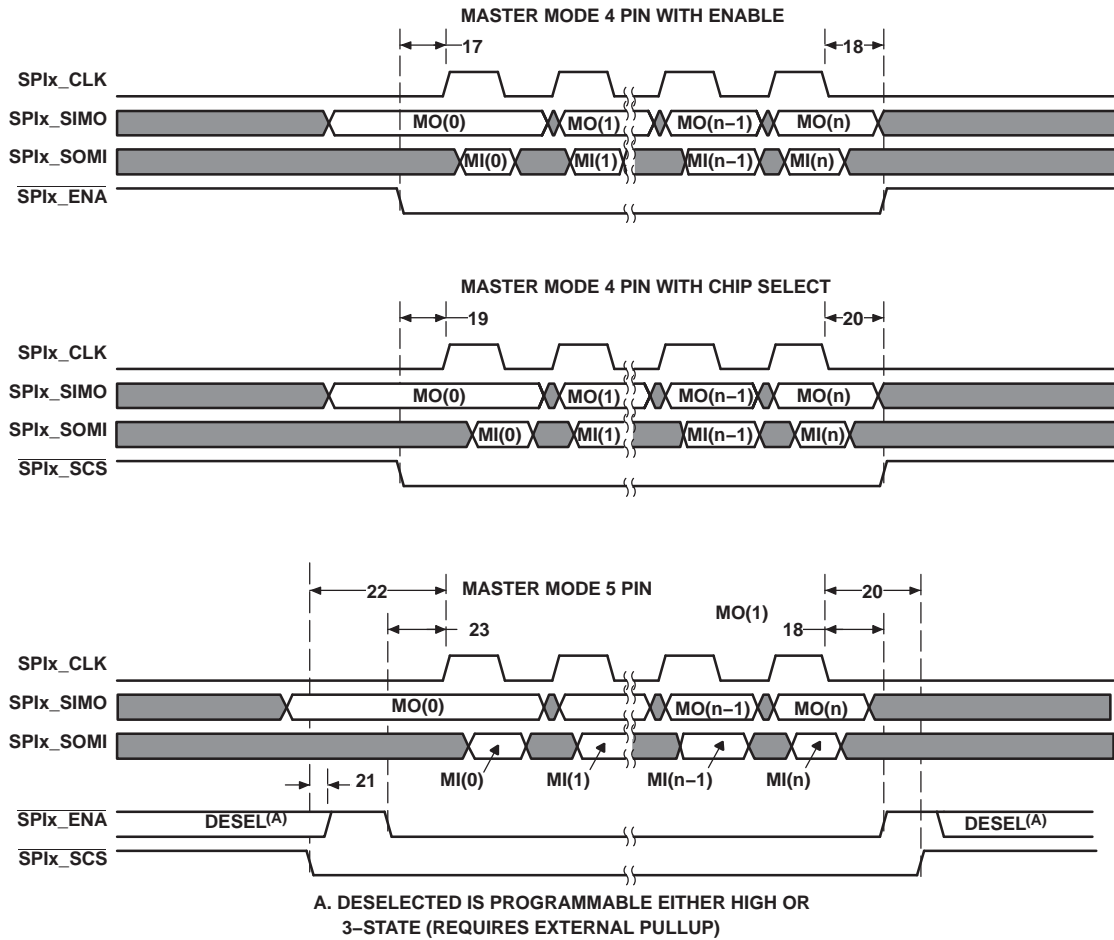 MASTER MODE 4 PIN WITH ENABLE
17
18
SPIx_CLK
SPIx_SIMO
MO(0)
MO(1)
MO(n−1)
MO(n)
SPIx_SOMI
MI(0)
MI(1)
MI(n−1)
MI(n)
SPIx_ENA
MASTER MODE 4 PIN WITH CHIP SELECT
19
20
SPIx_CLK
SPIx_SIMO
MO(0)
MO(1)
MO(n−1)
MO(n)
SPIx_SOMI
MI(0)
MI(1)
MI(n−1)
MI(n)
SPIx_SCS
22
MASTER MODE 5 PIN
20
MO(1)
23
18
SPIx_CLK
SPIx_SIMO
MO(0)
MO(n−1)
MO(n)
SPIx_SOMI
21
MI(0)
MI(1)
MI(n−1)
MI(n)
SPIx_ENA
DESEL(A)
DESEL(A)
SPIx_SCS
A. DESELECTED IS PROGRAMMABLE EITHER HIGH OR
3−STATE (REQUIRES EXTERNAL PULLUP)